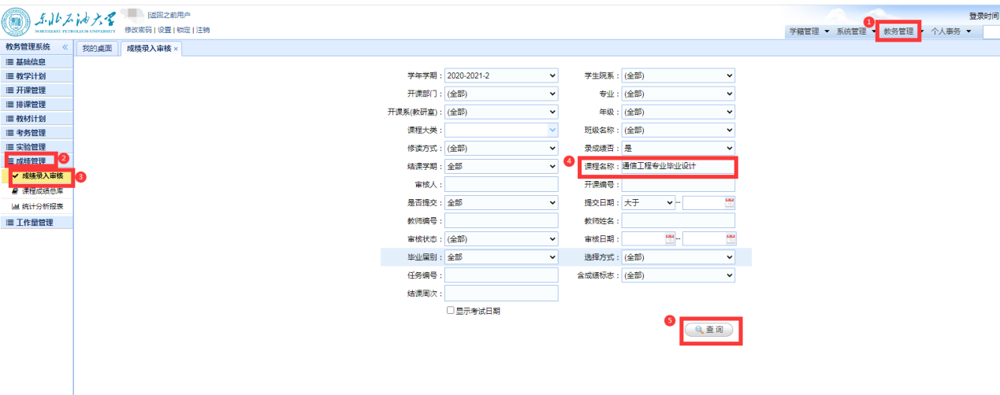 东北石油大学
NORTHEAST PETROLEUM UNIVERSITY
|返回之前用户
修改密码 | 设置 | 锁定 | 注销
登录时间
1
学籍管理 系统管理 教务管理 个人事务
教务管理系统 «
我的桌面 成绩录入审核 ×
基础信息
教学计划
开课管理
排课管理
教材计划
考务管理
实验管理
成绩管理 2
成绩录入审核 3
课程成绩总库
统计分析报表
工作量管理
学年学期： 2020-2021-2 学生院系： (全部)
开课部门： (全部) 专业： (全部)
开课系(教研室)： (全部) 年级： (全部)
课程大类： 班级名称： (全部)
修读方式： (全部) 录成绩否： 是
结课学期： 全部 4 课程名称： 通信工程专业毕业设计
审核人： 开课编号：
是否提交： 全部 提交日期： 大于 --
教师编号： 教师姓名：
审核状态： (全部) 审核日期： --
毕业届别： 全部 选择方式： (全部)
任务编号： 含成绩标志： (全部)
结课周次：
显示考试日期
5
查 询